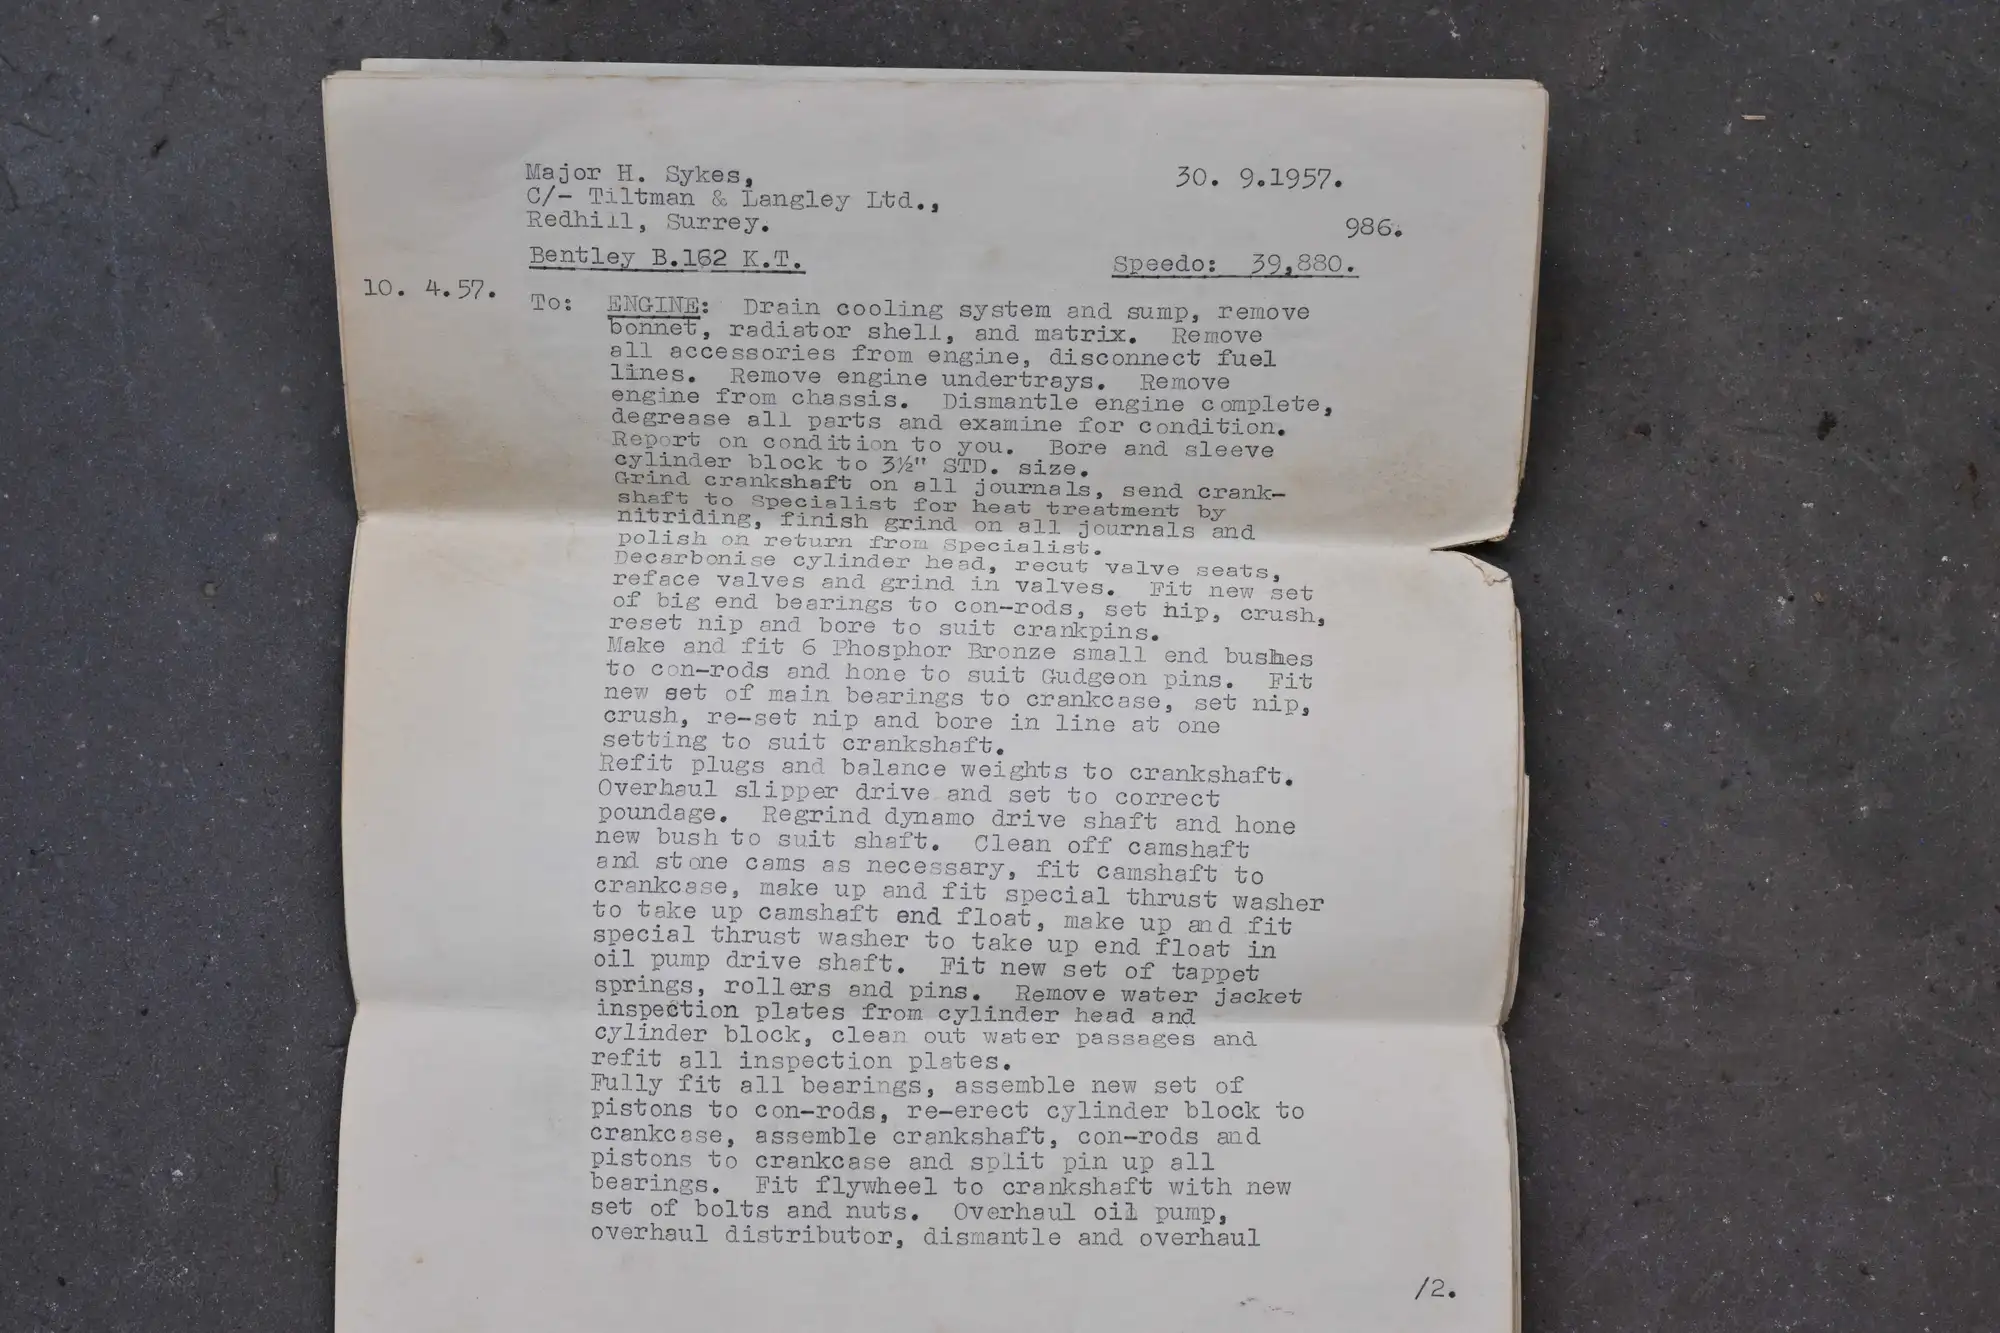 Major H. Sykes,
30. 9.1957.
C/- Tiltman & Langley Ltd.,
Redhill, Surrey.
986.
Bentley B.162 K.T.
Speedo: 39,880.
10. 4.57.
To: ENGINE: Drain cooling system and sump, remove
bonnet, radiator shell, and matrix. Remove
all accessories from engine, disconnect fuel
lines. Remove engine undertrays. Remove
engine from chassis. Dismantle engine complete,
degrease all parts and examine for condition.
Report on condition to you. Bore and sleeve
cylinder block to 3½" STD. size.
Grind crankshaft on all journals, send crank-
shaft to Specialist for heat treatment by
nitriding, finish grind on all journals and
polish on return from Specialist.
Decarbonise cylinder head, recut valve seats,
reface valves and grind in valves. Fit new set
of big end bearings to con-rods, set nip, crush,
reset nip and bore to suit crankpins.
Make and fit 6 Phosphor Bronze small end bushes
to con-rods and hone to suit Gudgeon pins. Fit
new set of main bearings to crankcase, set nip,
crush, re-set nip and bore in line at one
setting to suit crankshaft.
Refit plugs and balance weights to crankshaft.
Overhaul slipper drive and set to correct
poundage. Regrind dynamo drive shaft and hone
new bush to suit shaft. Clean off camshaft
and stone cams as necessary, fit camshaft to
crankcase, make up and fit special thrust washer
to take up camshaft end float, make up and fit
special thrust washer to take up end float in
oil pump drive shaft. Fit new set of tappet
springs, rollers and pins. Remove water jacket
inspection plates from cylinder head and
cylinder block, clean out water passages and
refit all inspection plates.
Fully fit all bearings, assemble new set of
pistons to con-rods, re-erect cylinder block to
crankcase, assemble crankshaft, con-rods and
pistons to crankcase and split pin up all
bearings. Fit flywheel to crankshaft with new
set of bolts and nuts. Overhaul oil pump,
overhaul distributor, dismantle and overhaul
/2.